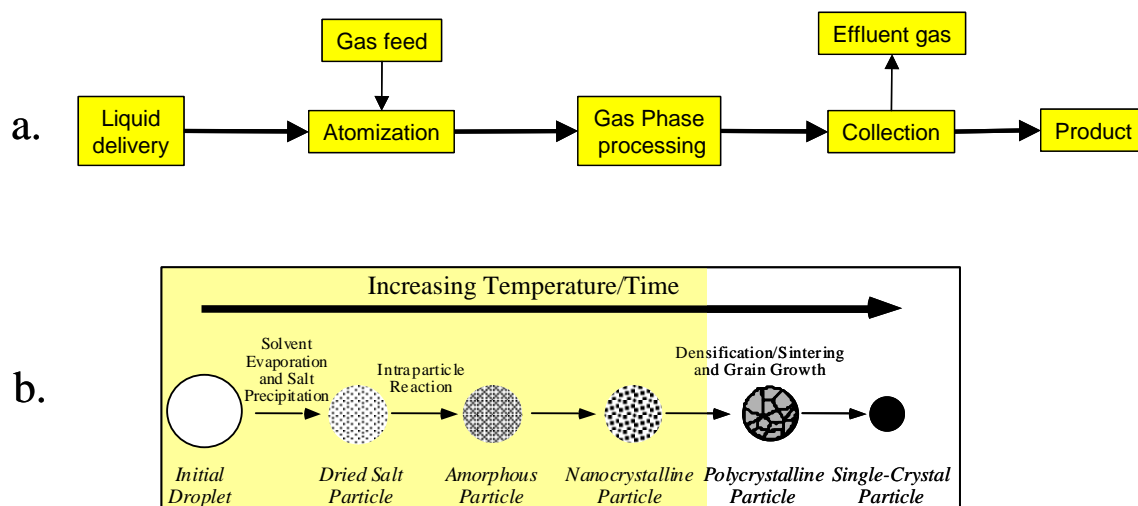 a.
Gas feed
Effluent gas
Liquid
delivery
Atomization
Gas Phase
processing
Collection
Product
b.
Increasing Temperature/Time
Solvent
Evaporation
and Salt
Precipitation
Intraparticle
Reaction
Densification/Sintering
and Grain Growth
Initial
Droplet
Dried Salt
Particle
Amorphous
Particle
Nanocrystalline
Particle
Polycrystalline
Particle
Single-Crystal
Particle